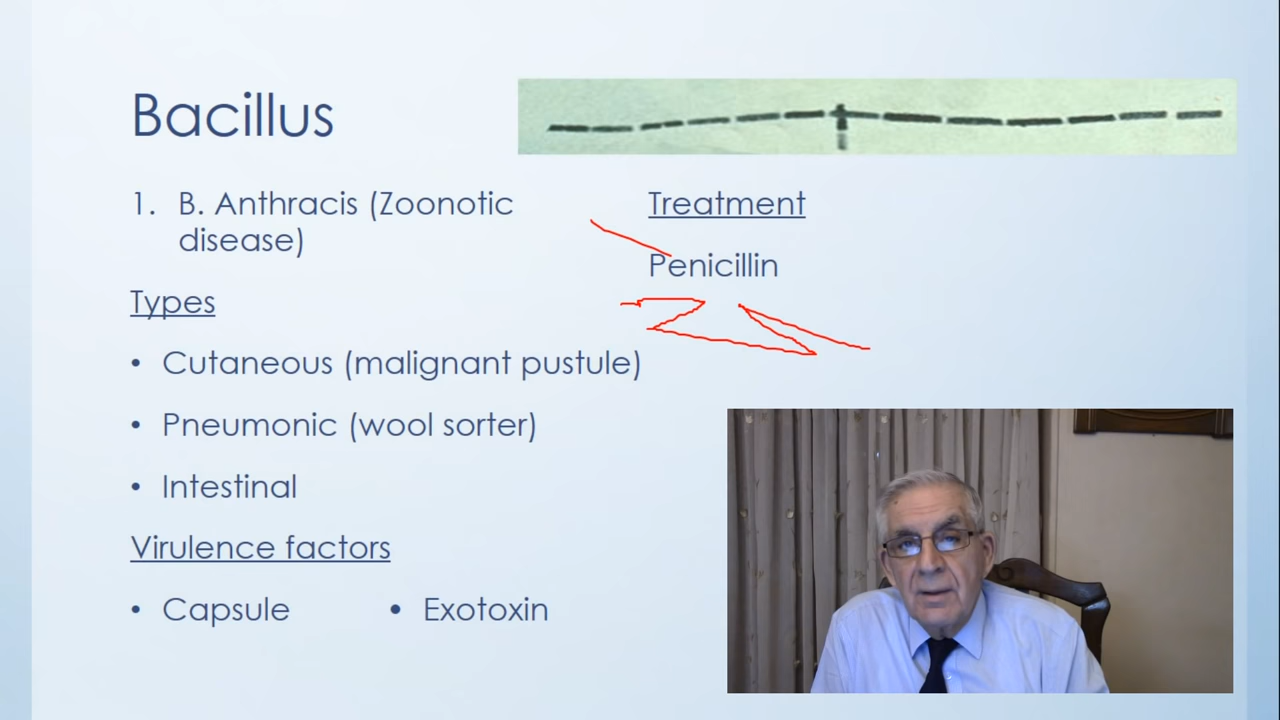 Bacillus
1. B. Anthracis (Zoonotic
disease)
Types
• Cutaneous (malignant pustule)
• Pneumonic (wool sorter)
• Intestinal
Virulence factors
• Capsule • Exotoxin
Treatment
Penicillin